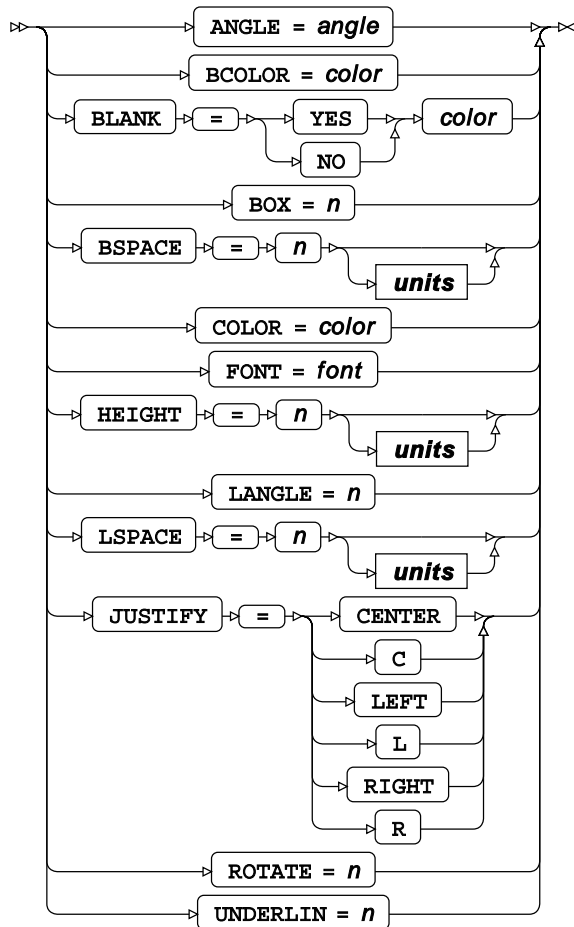 ANGLE = angle
BCOLOR = color
BLANK = YES color
NO
BOX = n
BSPACE = n
units
COLOR = color
FONT = font
HEIGHT = n
units
LANGLE = n
LSPACE = n
units
JUSTIFY = CENTER
C
LEFT
L
RIGHT
R
ROTATE = n
UNDERLIN = n